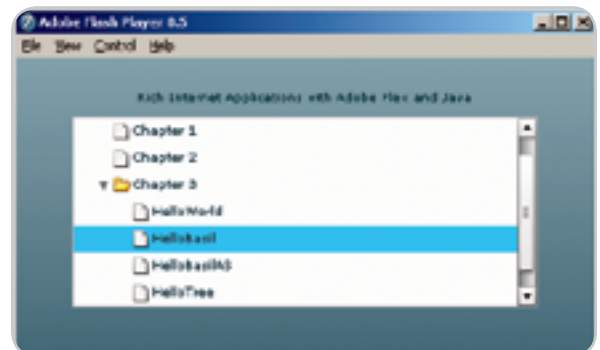 Adobe Flash Player 8.5
File View Control Help
Rich Internet Applications with Adobe Flex and Java
Chapter 1
Chapter 2
Chapter 3
HelloWorld
HelloBasil
HelloBasilAS
HelloTree